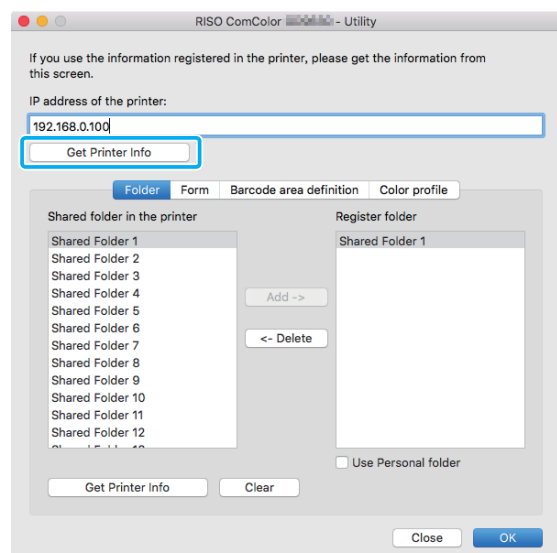 RISO ComColor - Utility
If you use the information registered in the printer, please get the information from
this screen.
IP address of the printer:
192.168.0.100
Get Printer Info
Folder Form Barcode area definition Color profile
Shared folder in the printer
Register folder
Shared Folder 1
Shared Folder 2
Shared Folder 3
Shared Folder 4
Shared Folder 5
Shared Folder 6
Shared Folder 7
Shared Folder 8
Shared Folder 9
Shared Folder 10
Shared Folder 11
Shared Folder 12
Add ->
<- Delete
Shared Folder 1
Use Personal folder
Get Printer Info
Clear
Close
OK